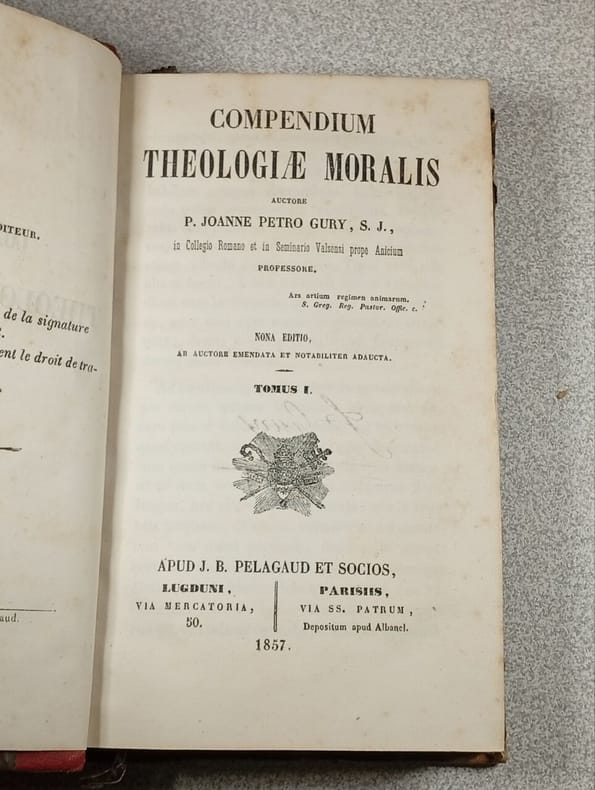 DITEUR.
de la signature
ent le droit de tra-
aud.
COMPENDIUM
THEOLOGIÆ MORALIS
AUCTORE
P. JOANNE PETRO GURY, S. J.,
in Collegio Romano et in Seminario Valsensi prope Anicium
PROFESSORE.
Ars artium regimen animarum.
S. Greg. Reg. Pastor. Offic. c.
NONA EDITIO,
AB AUCTORE EMENDATA ET NOTABILITER ADAUCTA.
TOMUS I.
APUD J. B. PELAGAUD ET SOCIOS,
LUGDUNI,
VIA MERCATORIA,
50.
PARISIIS,
VIA SS. PATRUM,
Depositum apud Albanel.
1857.